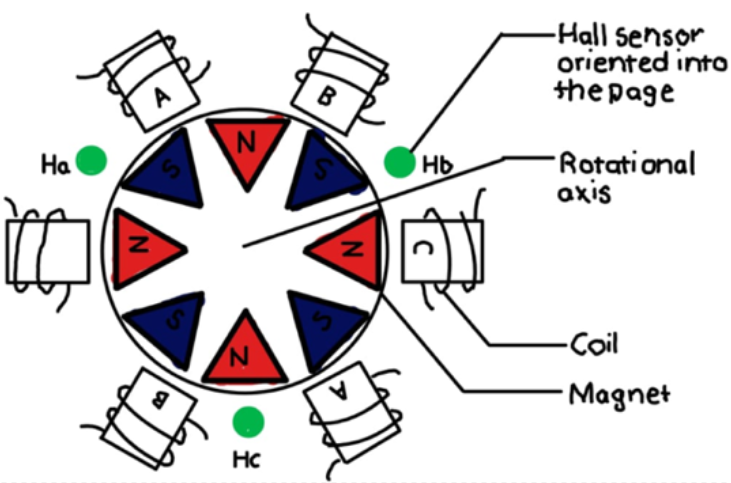 Hall sensor
oriented into
the page
A
B
N
S
S
Ha
Hb
Rotational
axis
N
N
C
S
S
N
Coil
B
A
Magnet
Hc